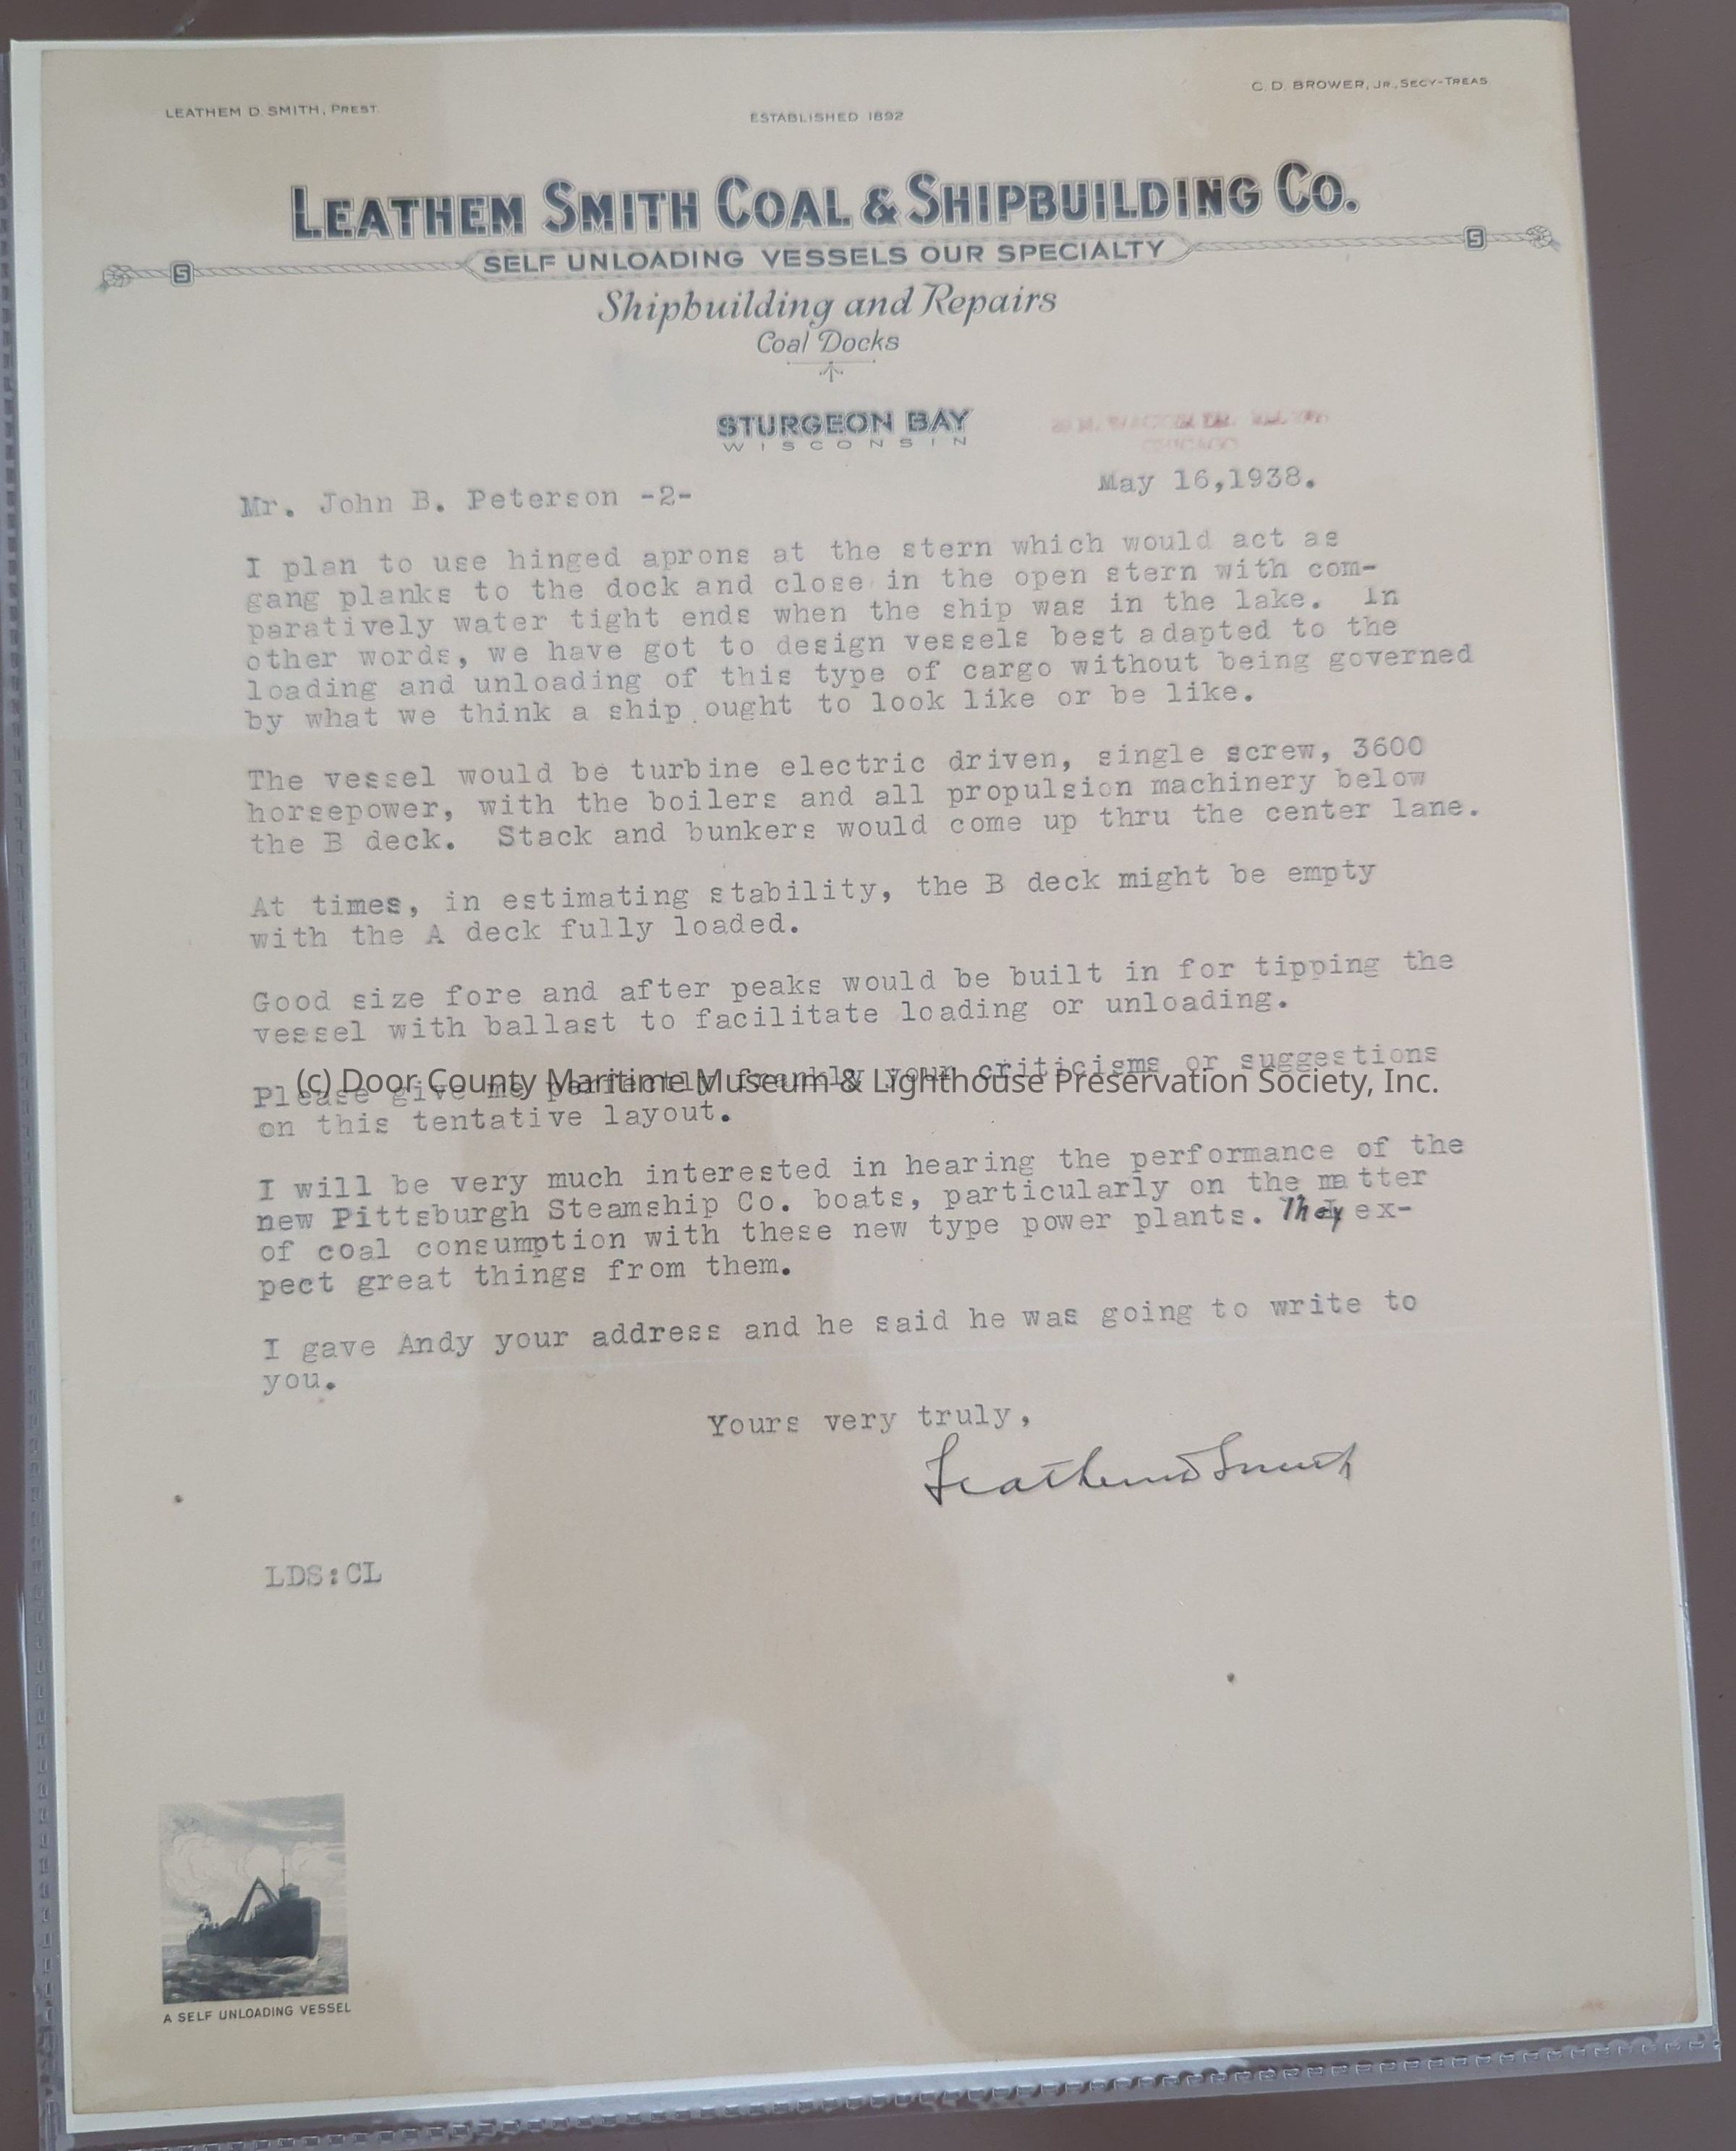 LEATHEM D. SMITH, PREST.
ESTABLISHED 1892
C. D. BROWER, JR., SECY-TREAS
LEATHEM SMITH COAL & SHIPBUILDING CO.
S SELF UNLOADING VESSELS OUR SPECIALTY S
Shipbuilding and Repairs
Coal Docks
STURGEON BAY
WISCONSIN
CHICAGO
May 16,1938.
Mr. John B. Peterson -2-
I plan to use hinged aprons at the stern which would act as
gang planks to the dock and close in the open stern with com-
paratively water tight ends when the ship was in the lake. In
other words, we have got to design vessels best adapted to the
loading and unloading of this type of cargo without being governed
by what we think a ship ought to look like or be like.
The vessel would be turbine electric driven, single screw, 3600
horsepower, with the boilers and all propulsion machinery below
the B deck. Stack and bunkers would come up thru the center lane.
At times, in estimating stability, the B deck might be empty
with the A deck fully loaded.
Good size fore and after peaks would be built in for tipping the
vessel with ballast to facilitate loading or unloading.
Please give me perfectly frankly your criticisms or suggestions
(c) Door County Maritime Museum & Lighthouse Preservation Society, Inc.
on this tentative layout.
I will be very much interested in hearing the performance of the
new Pittsburgh Steamship Co. boats, particularly on the matter
of coal consumption with these new type power plants. They ex-
pect great things from them.
I gave Andy your address and he said he was going to write to
you.
Yours very truly,
Leathem D Smith
LDS:CL
A SELF UNLOADING VESSEL